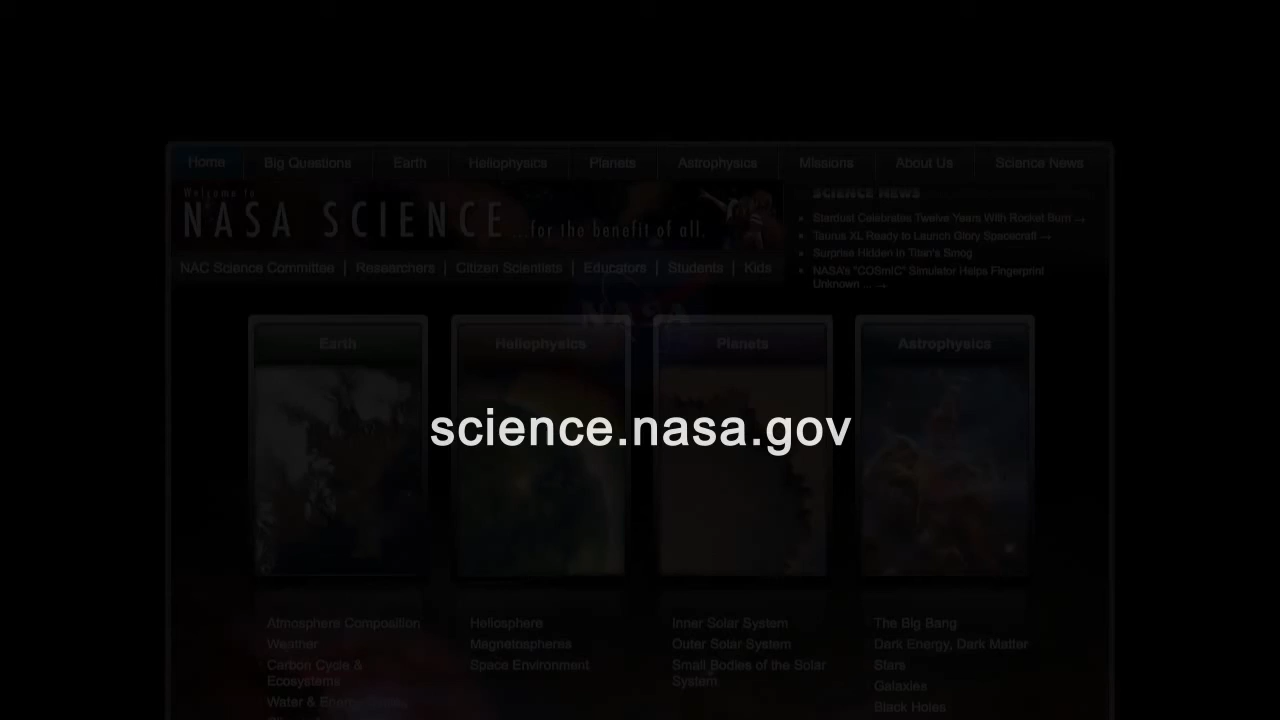 Home Big Questions Earth Heliophysics Planets Astrophysics Missions About Us Science News
Welcome to
NASA SCIENCE ...for the benefit of all.
SCIENCE NEWS
Stardust Celebrates Twelve Years With Rocket Burn →
Taurus XL Ready to Launch Glory Spacecraft →
Surprise Hidden in Titan's Smog
NASA's "COSmIC" Simulator Helps Fingerprint
Unknown ... →
NAC Science Committee | Researchers | Citizen Scientists | Educators | Students | Kids
NASA
Earth Heliophysics Planets Astrophysics
science.nasa.gov
Atmosphere Composition
Weather
Carbon Cycle &
Ecosystems
Water &
Heliosphere
Magnetospheres
Space Environment
Inner Solar System
Outer Solar System
Small Bodies of the Solar
System
The Big Bang
Dark Energy, Dark Matter
Stars
Galaxies
Black Holes